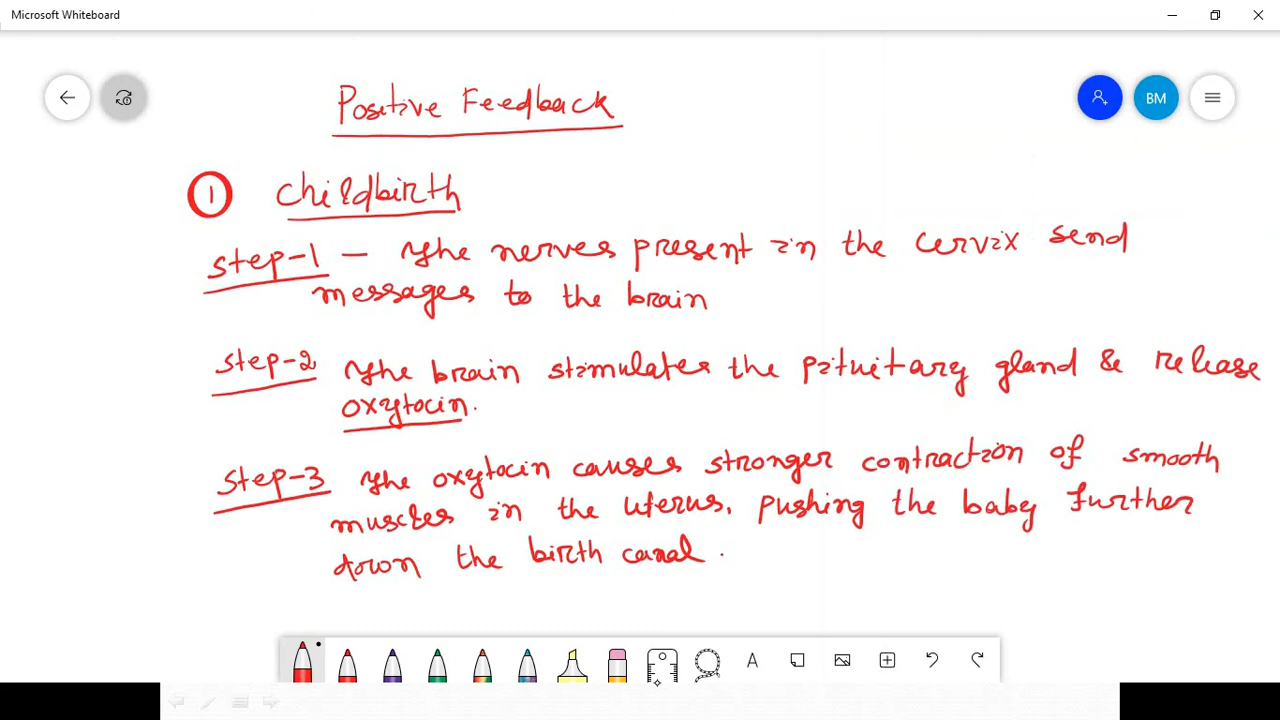 Microsoft Whiteboard
BM
Positive Feedback
1 Childbirth
Step-1 — The nerves present in the cervix send
messages to the brain
Step-2 The brain stimulates the pituitary gland & release
oxytocin.
Step-3 The oxytocin causes stronger contraction of smooth
muscles in the uterus, pushing the baby further
down the birth canal.
A